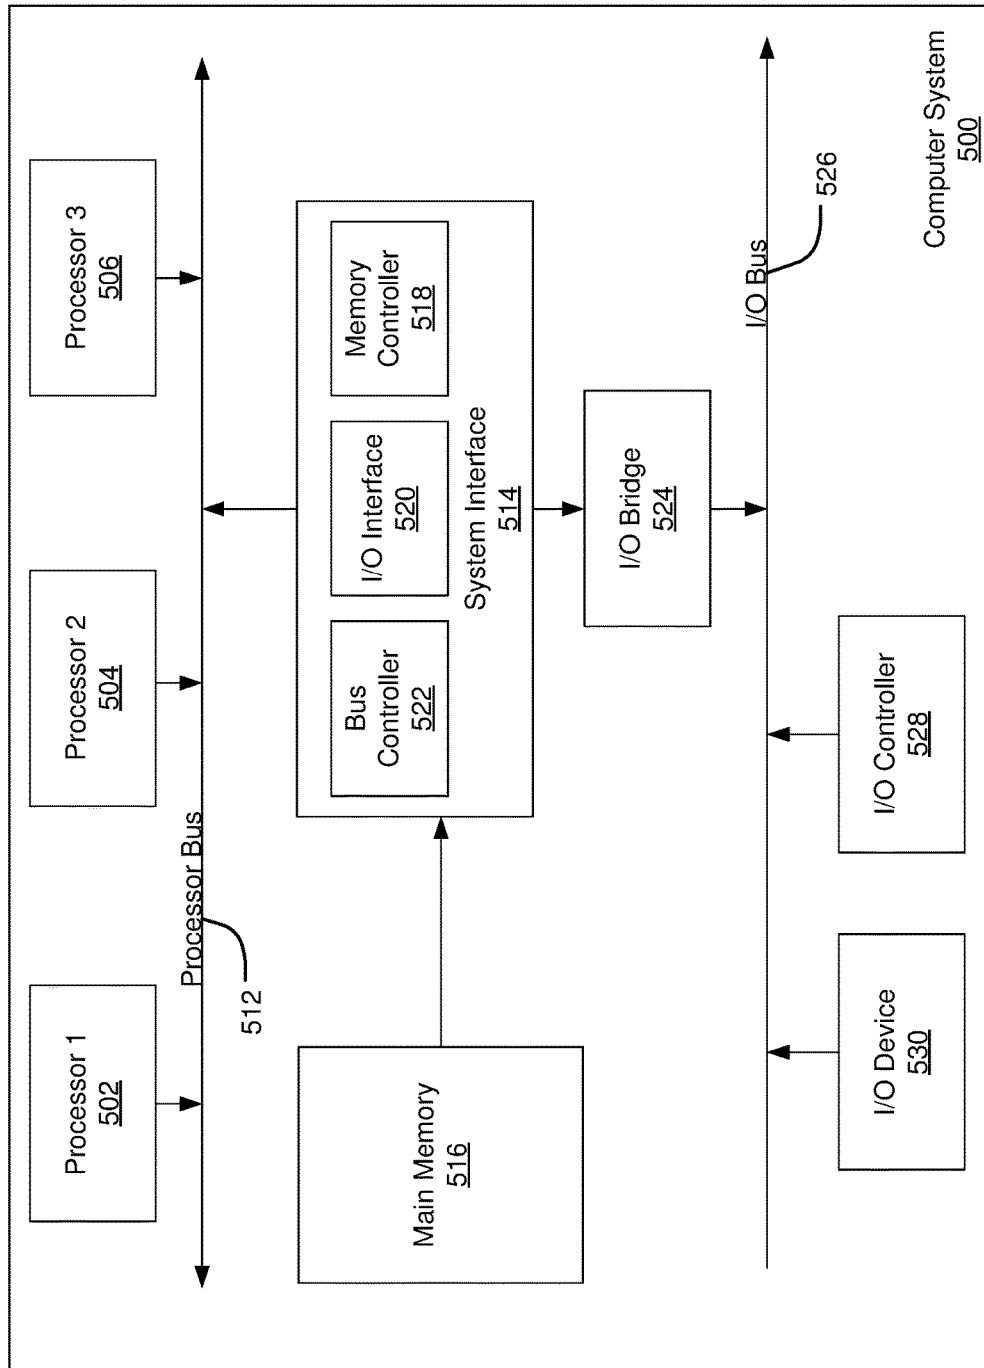 Processor 1
502
Processor 2
504
Processor 3
506
Processor Bus
512
Main Memory
516
Bus
Controller
522
I/O Interface
520
Memory
Controller
518
System Interface
514
I/O Bridge
524
I/O Bus
526
I/O Device
530
I/O Controller
528
Computer System
500